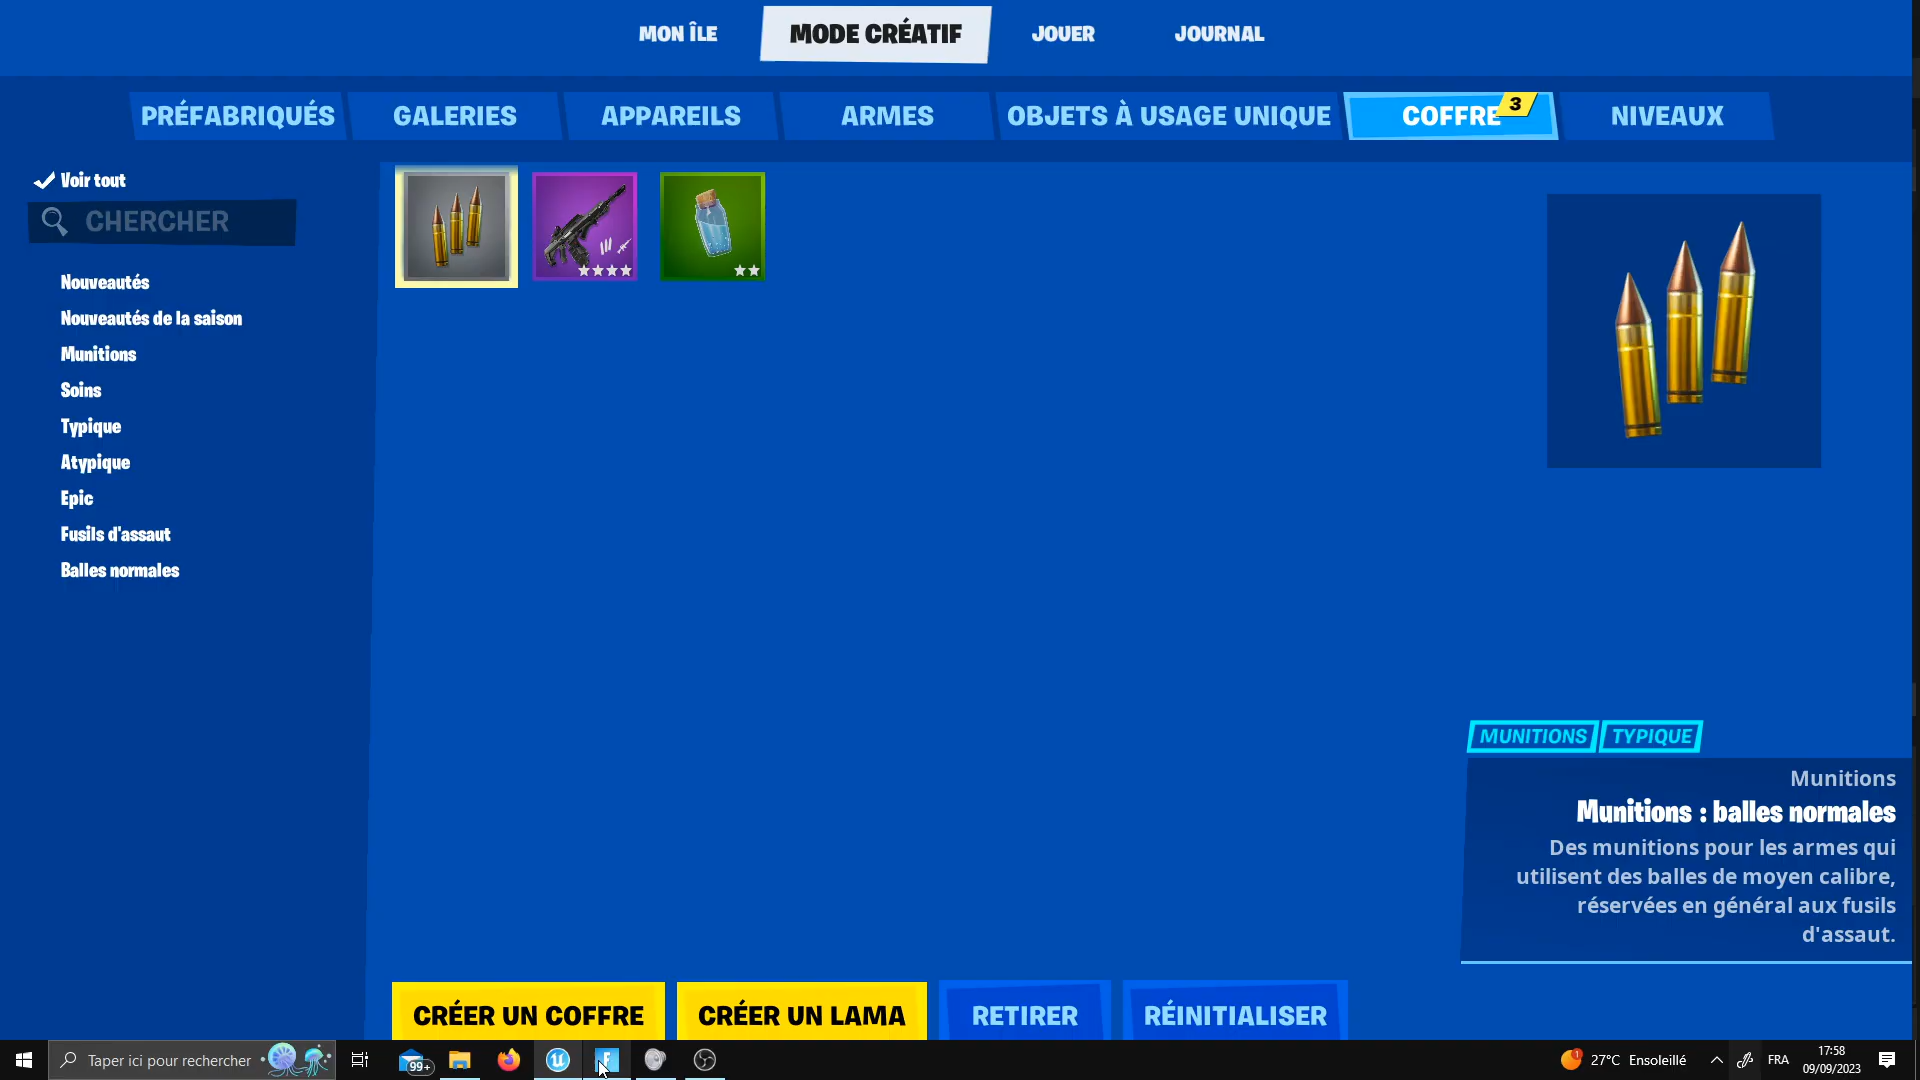 MON ÎLE
MODE CRÉATIF
JOUER
JOURNAL
PRÉFABRIQUÉS
GALERIES
APPAREILS
ARMES
OBJETS À USAGE UNIQUE
COFFRE
3
NIVEAUX
Voir tout
CHERCHER
Nouveautés
Nouveautés de la saison
Munitions
Soins
Typique
Atypique
Epic
Fusils d'assaut
Balles normales
MUNITIONS
TYPIQUE
Munitions
Munitions : balles normales
Des munitions pour les armes qui
utilisent des balles de moyen calibre,
réservées en général aux fusils
d'assaut.
CRÉER UN COFFRE
CRÉER UN LAMA
RETIRER
RÉINITIALISER
Taper ici pour rechercher
99+
1
27°C Ensoleillé
FRA
17:58
09/09/2023